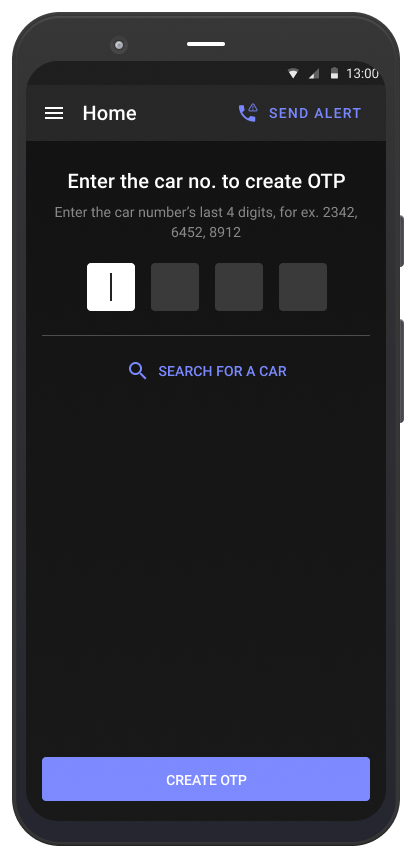 13:00
Home
SEND ALERT
Enter the car no. to create OTP
Enter the car number’s last 4 digits, for ex. 2342,
6452, 8912
SEARCH FOR A CAR
CREATE OTP